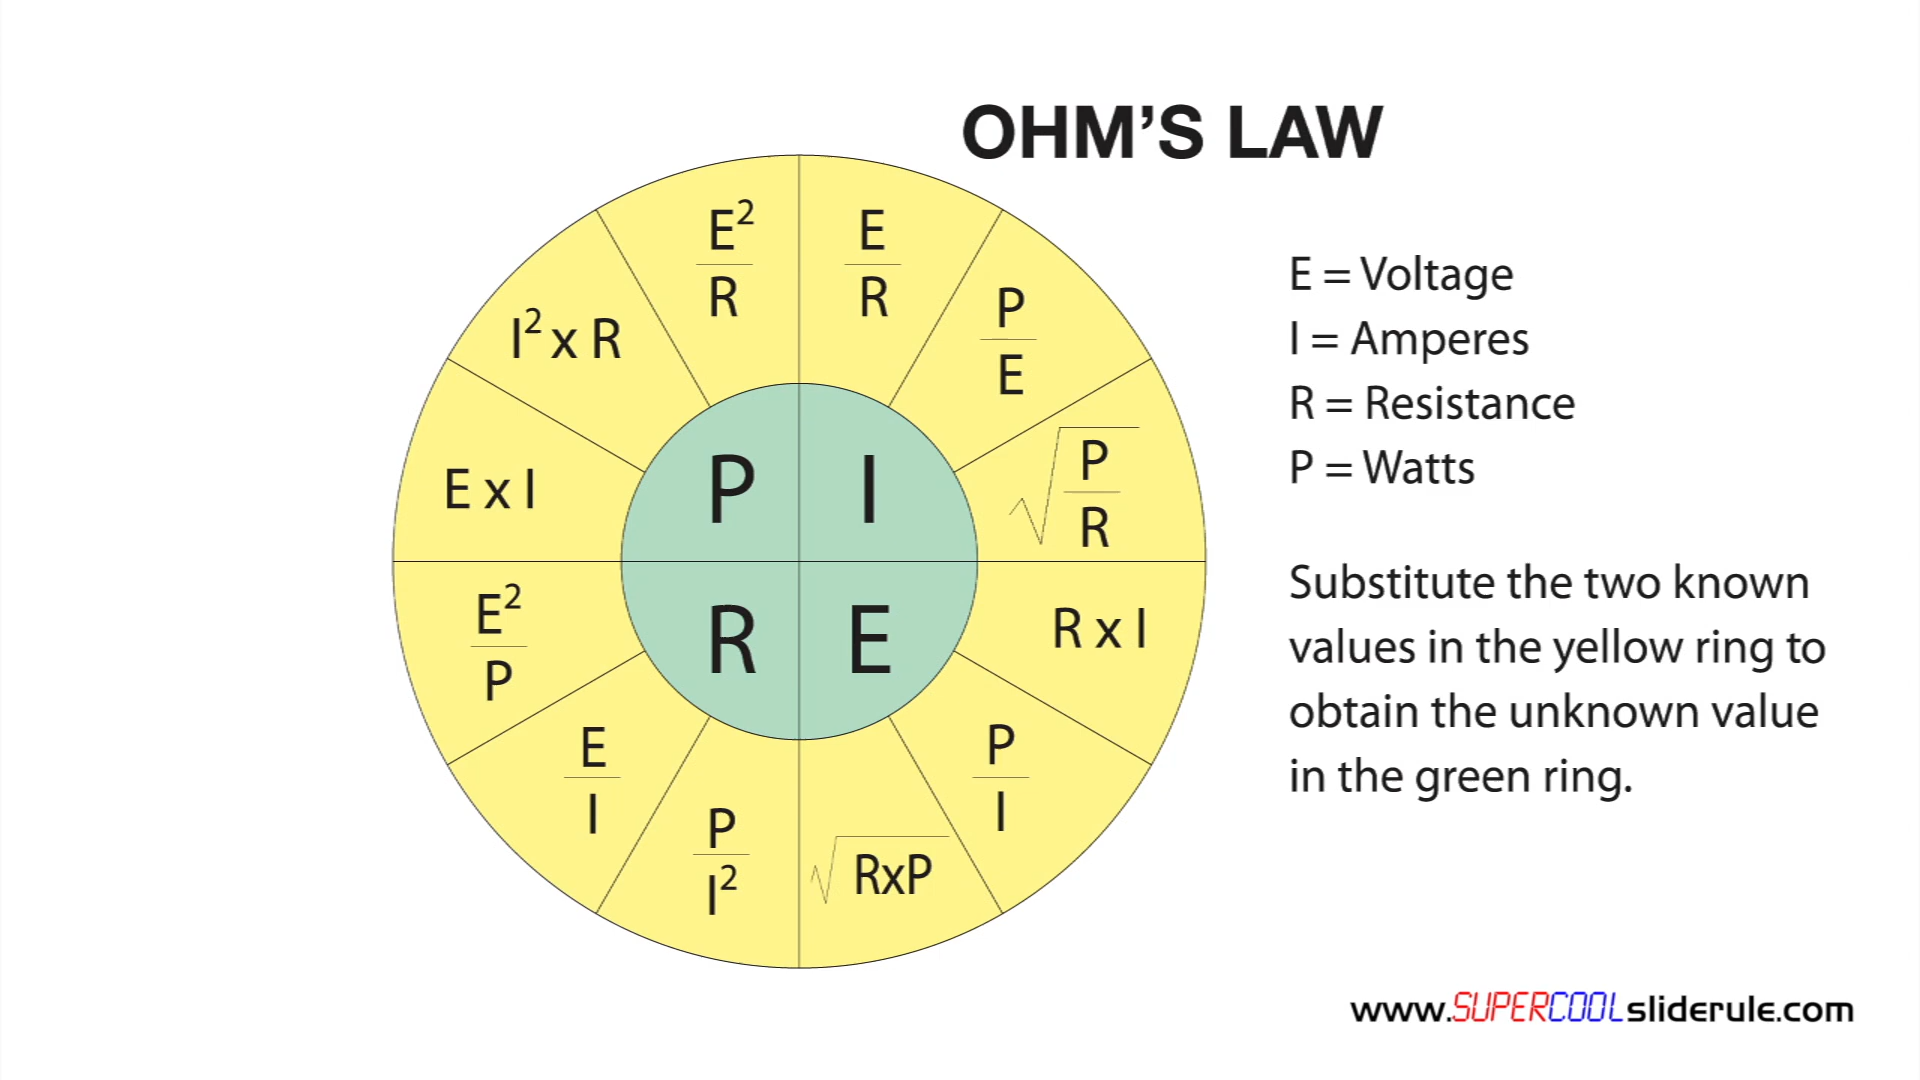 OHM’S LAW
E²
R
E
R
P
E
√P
R
I² x R
E x I
P I
R E
R x I
E²
P
E
I
P
I²
√RxP
P
I
E = Voltage
I = Amperes
R = Resistance
P = Watts
Substitute the two known
values in the yellow ring to
obtain the unknown value
in the green ring.
www.SUPERCOOLsliderule.com